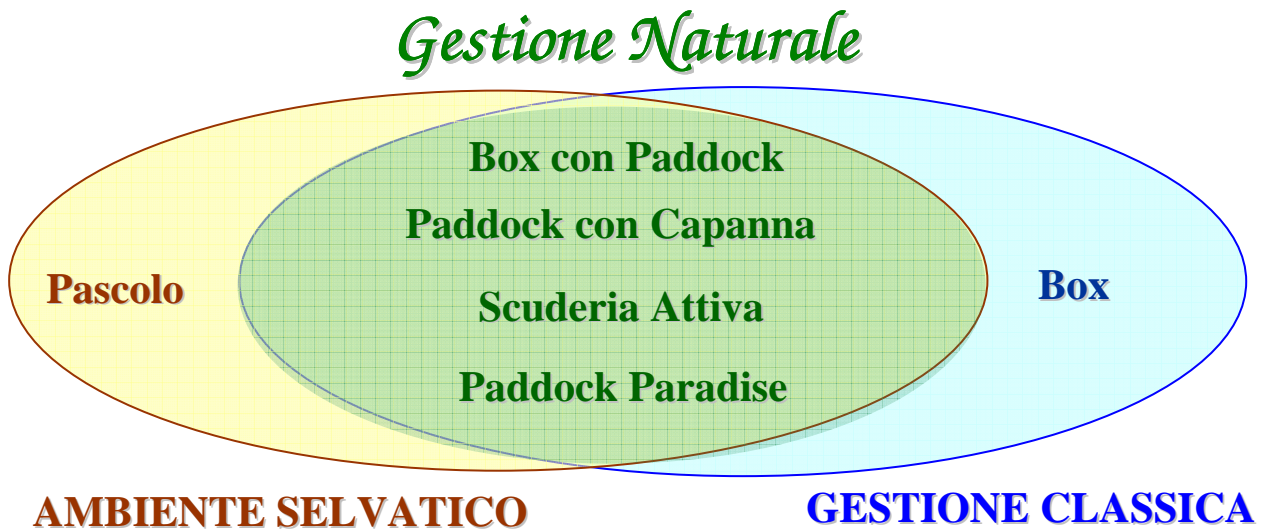 Gestione Naturale
Box con Paddock
Paddock con Capanna
Pascolo
Box
Scuderia Attiva
Paddock Paradise
AMBIENTE SELVATICO
GESTIONE CLASSICA